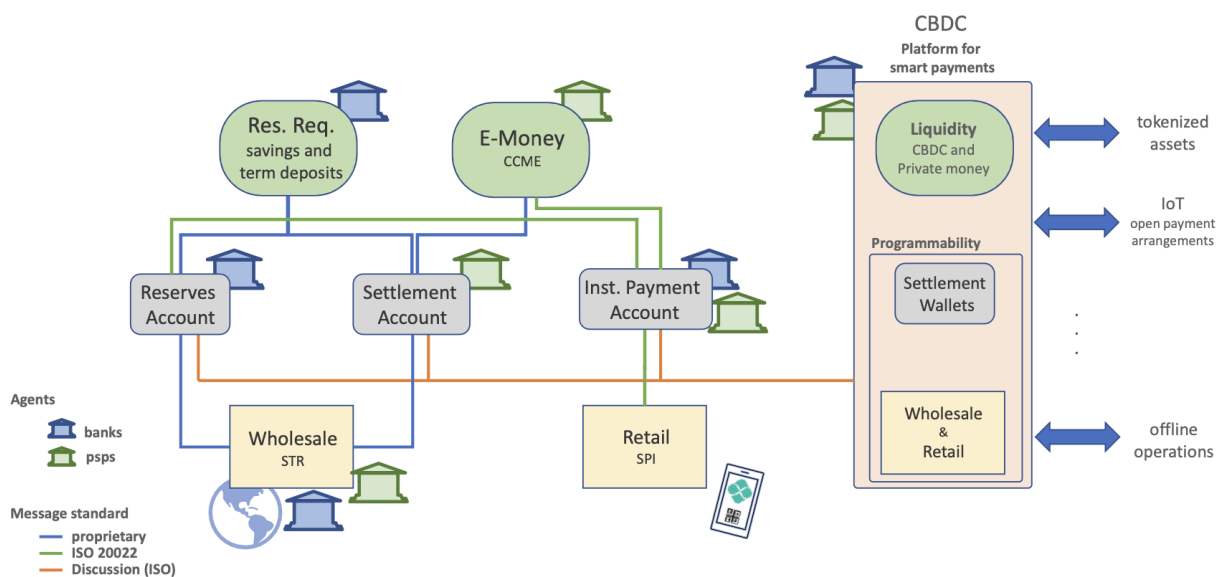 CBDC
Platform for
smart payments
Res. Req.
savings and
term deposits
E-Money
CCME
Liquidity
CBDC and
Private money
tokenized
assets
IoT
open payment
arrangements
Programmability
Reserves
Account
Settlement
Account
Inst. Payment
Account
Settlement
Wallets
.
.
.
Agents
banks
psps
Wholesale
STR
Retail
SPI
Wholesale
&
Retail
offline
operations
Message standard
proprietary
ISO 20022
Discussion (ISO)